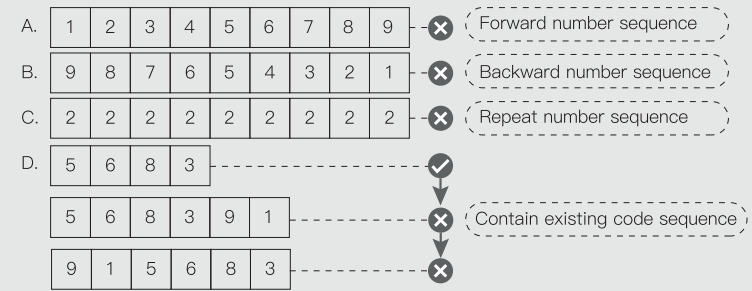 A. 1 2 3 4 5 6 7 8 9 Forward number sequence
B. 9 8 7 6 5 4 3 2 1 Backward number sequence
C. 2 2 2 2 2 2 2 2 2 Repeat number sequence
D. 5 6 8 3
5 6 8 3 9 1 Contain existing code sequence
9 1 5 6 8 3